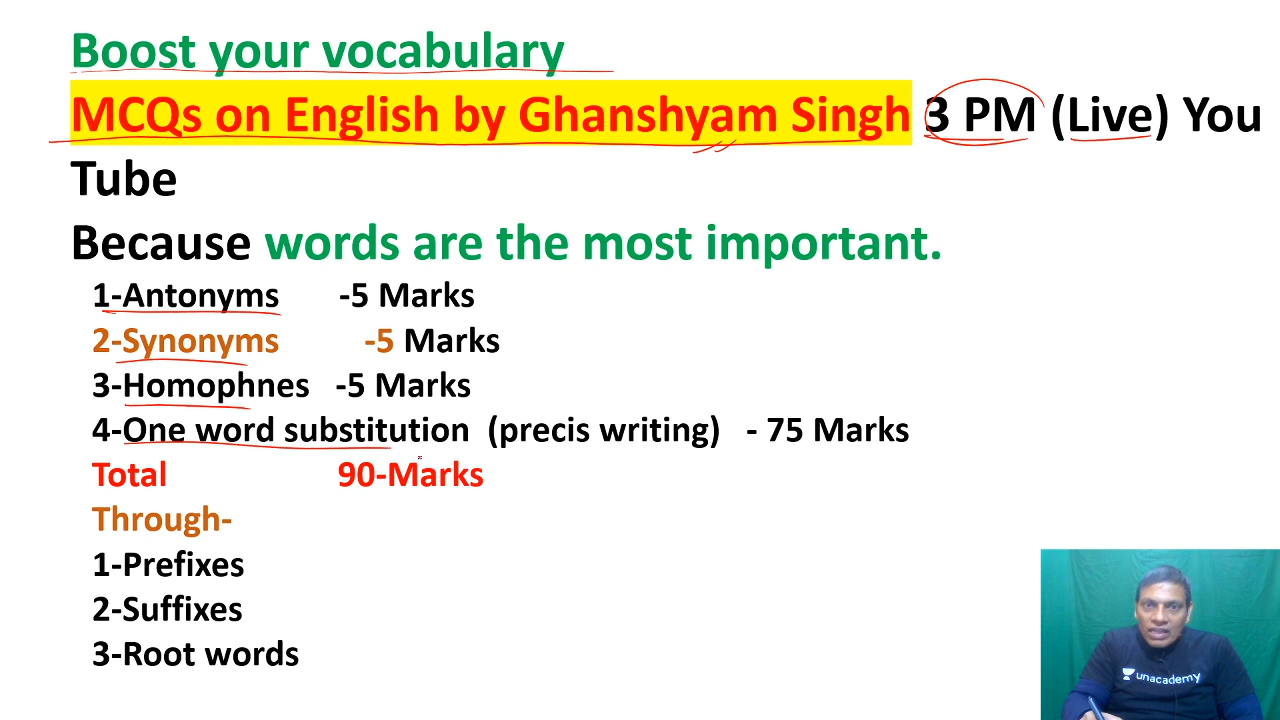 Boost your vocabulary
MCQs on English by Ghanshyam Singh 3 PM (Live) You
Tube
Because words are the most important.
1-Antonyms -5 Marks
2-Synonyms -5 Marks
3-Homophnes -5 Marks
4-One word substitution (precis writing) - 75 Marks
Total 90-Marks
Through-
1-Prefixes
2-Suffixes
3-Root words
unacademy